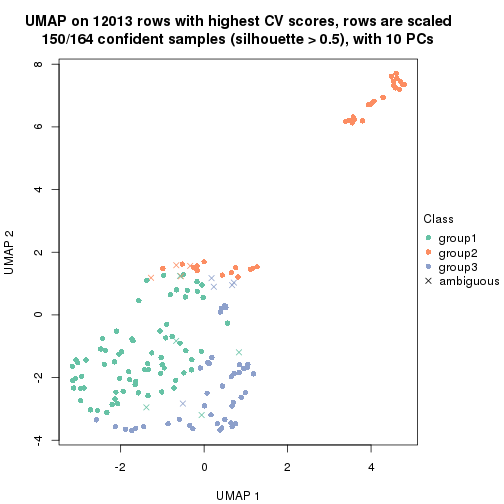 UMAP on 12013 rows with highest CV scores, rows are scaled
150/164 confident samples (silhouette > 0.5), with 10 PCs
8
6
4
2
0
-2
-4
UMAP 2
-2
0
2
4
UMAP 1
Class
group1
group2
group3
ambiguous